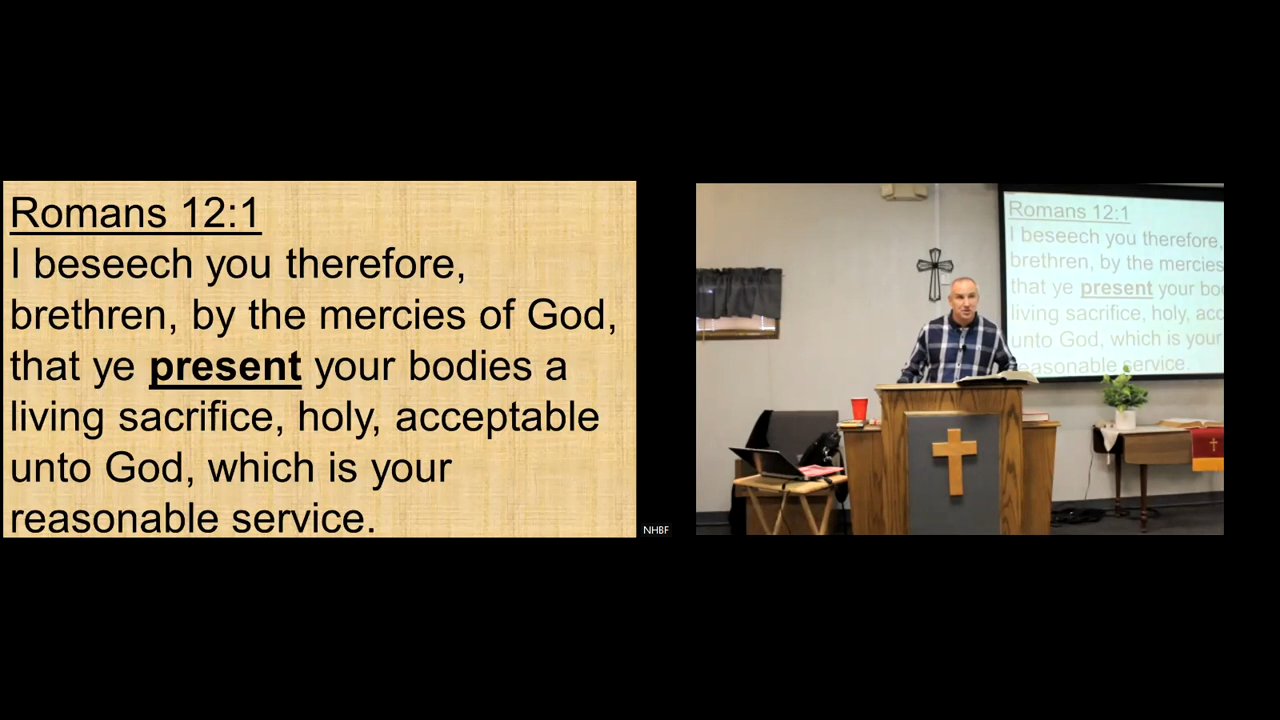 Romans 12:1
I beseech you therefore,
brethren, by the mercies of God,
that ye present your bodies a
living sacrifice, holy, acceptable
unto God, which is your
reasonable service.
NHBF
Romans 12:1
I beseech you therefore,
brethren, by the mercies
that ye present your bo
living sacrifice, holy, acc
unto God, which is your
reasonable service.